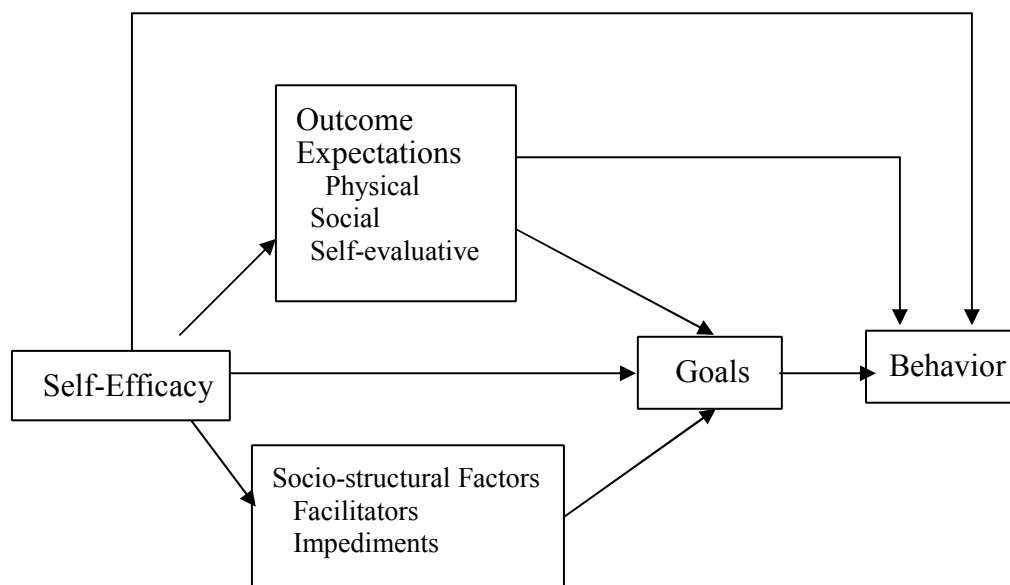 Outcome
Expectations
Physical
Social
Self-evaluative
Self-Efficacy
Goals
Behavior
Socio-structural Factors
Facilitators
Impediments